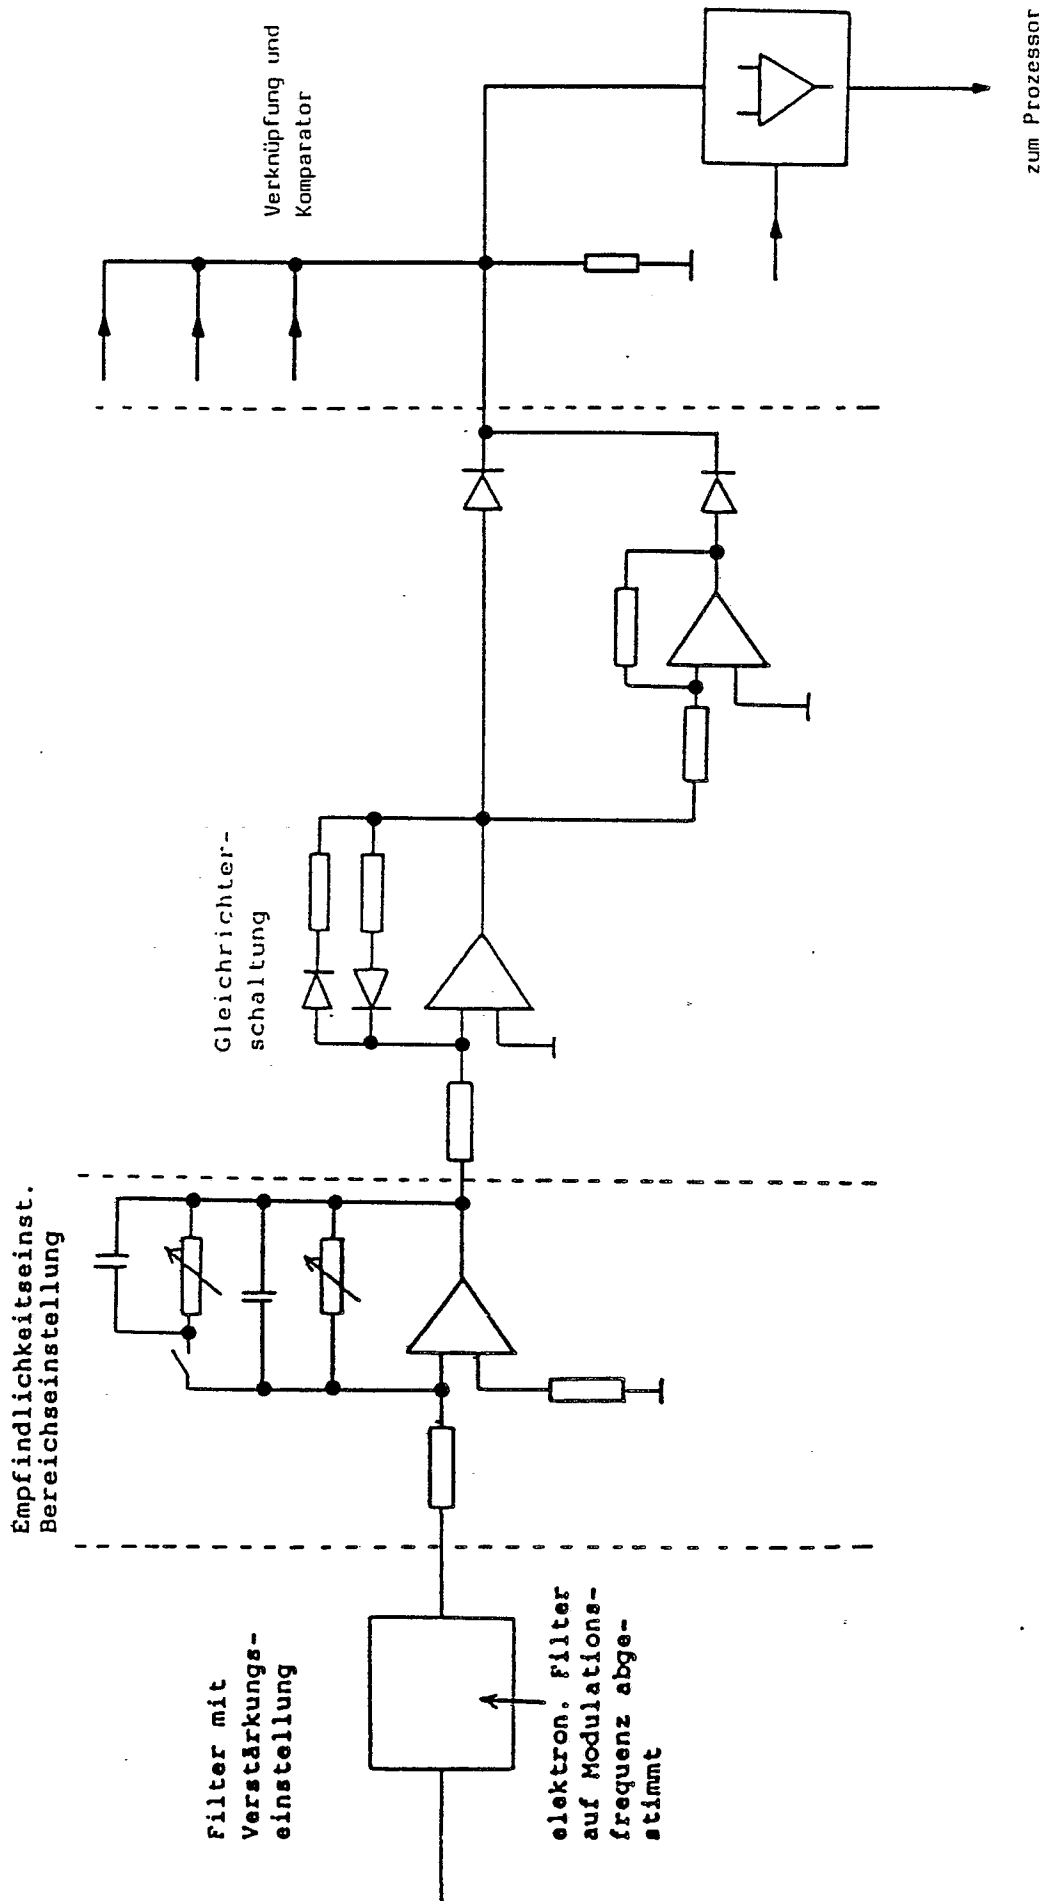 Filter mit
Verstärkungs-
einstellung
elektron. Filter
auf Modulations-
frequenz abge-
stimmt
Empfindlichkeitseinst.
Bereichseinstellung
Gleichrichter-
schaltung
Verknüpfung und
Komparator
zum Prozessor